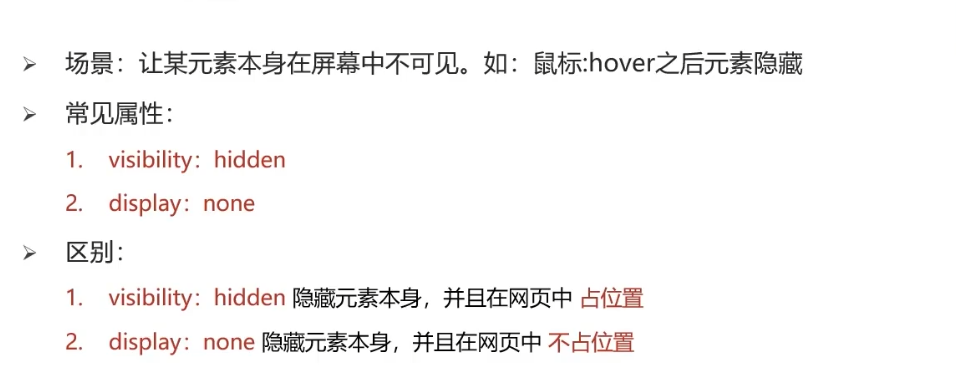 ➢ 场景：让某元素本身在屏幕中不可见。如：鼠标:hover之后元素隐藏
➢ 常见属性：
1. visibility：hidden
2. display：none
➢ 区别：
1. visibility：hidden 隐藏元素本身，并且在网页中 占位置
2. display：none 隐藏元素本身，并且在网页中 不占位置